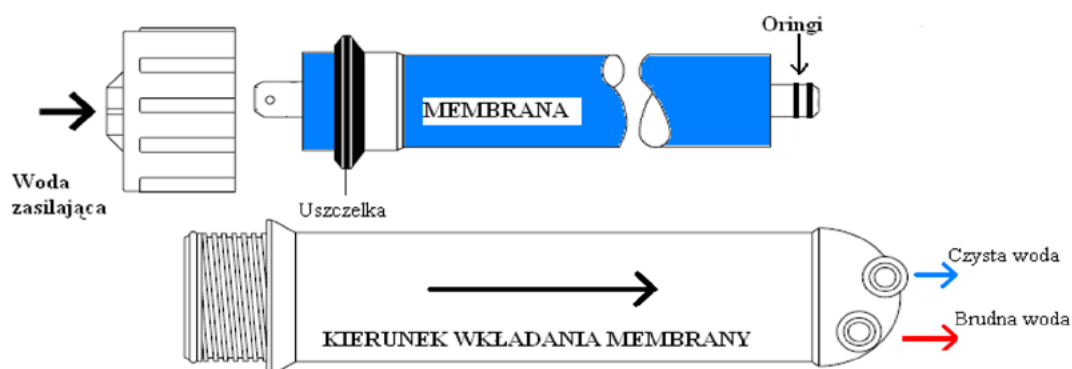 Oringi
MEMBRANA
Woda
zasilająca
Uszczelka
Czysta woda
KIERUNEK WKŁADANIA MEMBRANY
Brudna woda